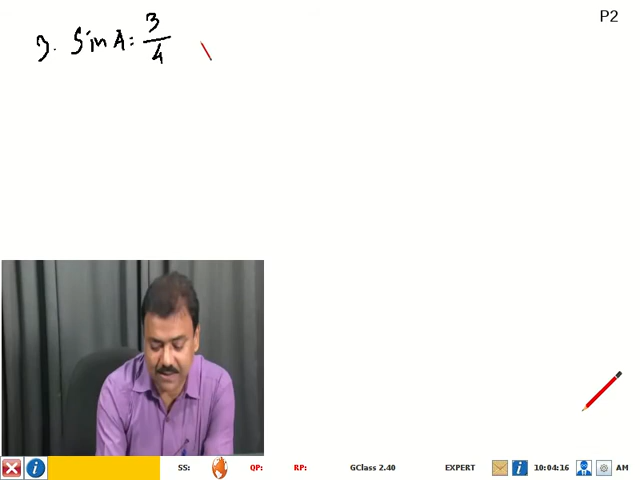 P2
3. Sin A = 3/4
SS: QP: RP: GClass 2.40 EXPERT 10:04:16 AM